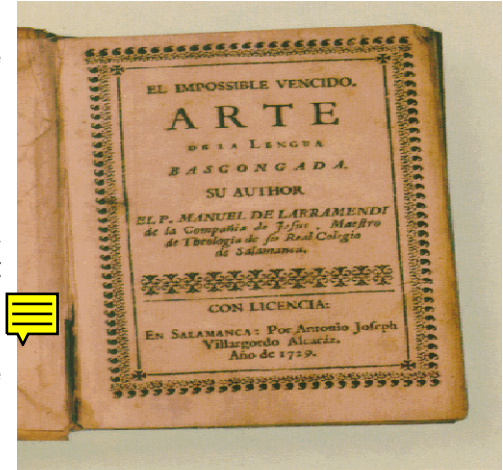 EL IMPOSSIBLE VENCIDO.
ARTE
DE LA LENGUA
BASCONGADA.
SU AUTHOR
EL P. MANUEL DE LARRAMENDI
de la Compañia de Jesus, Maestro
de Theologia de su Real Colegio
de Salamanca.
CON LICENCIA:
EN SALAMANCA: Por Antonio Joseph
Villargordo Alcaráz.
Año de 1729.